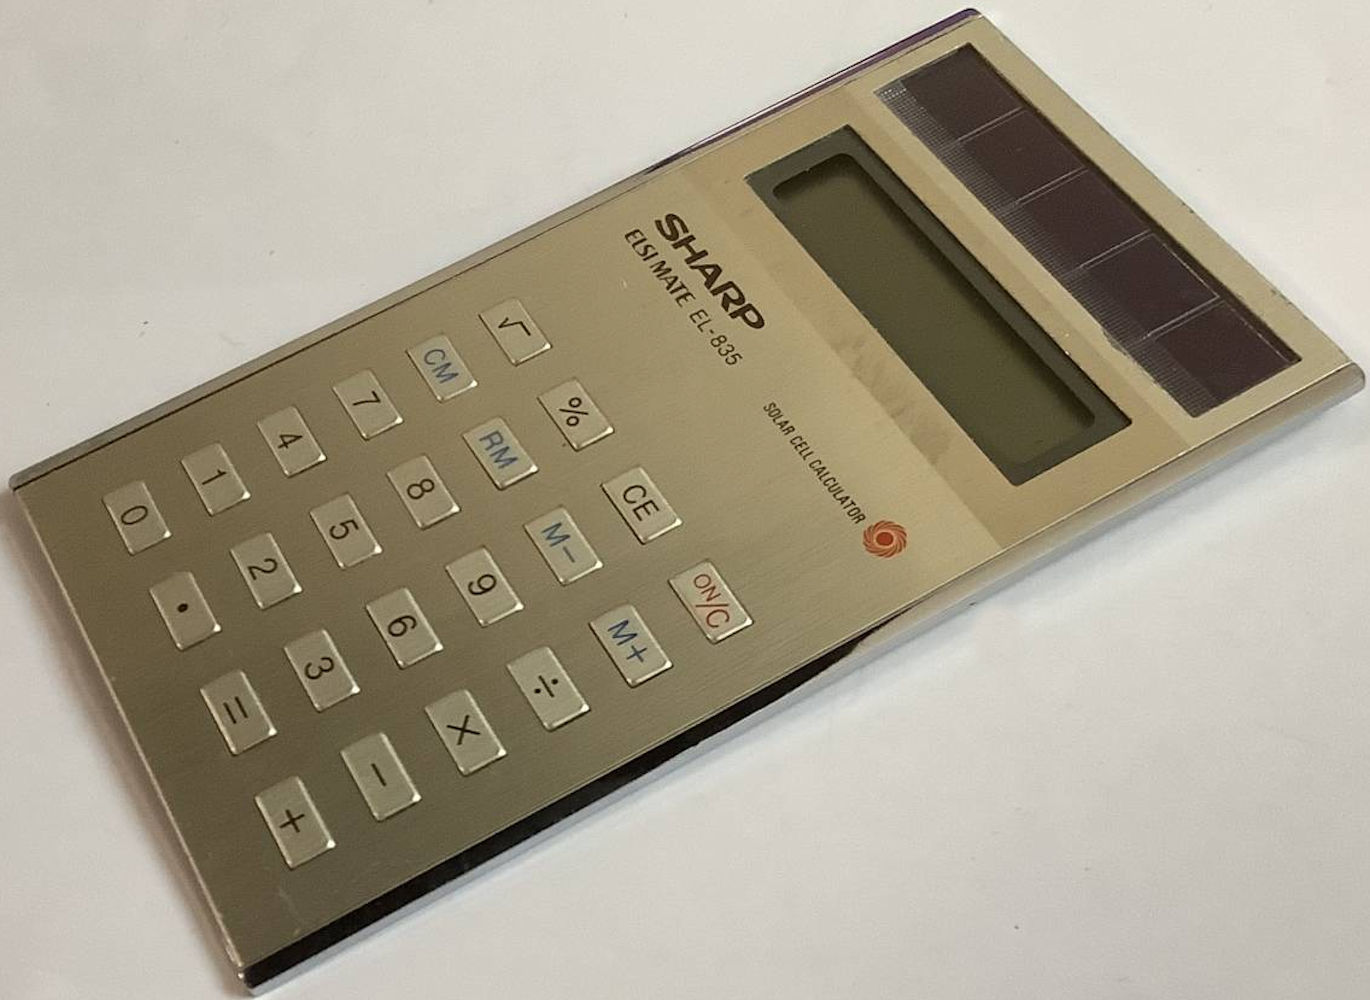 SHARP
ELSI MATE EL-835
SOLAR CELL CALCULATOR
√ % CE ON/C
CM RM M− M+
7 8 9 ÷
4 5 6 ×
1 2 3 −
0 • = +